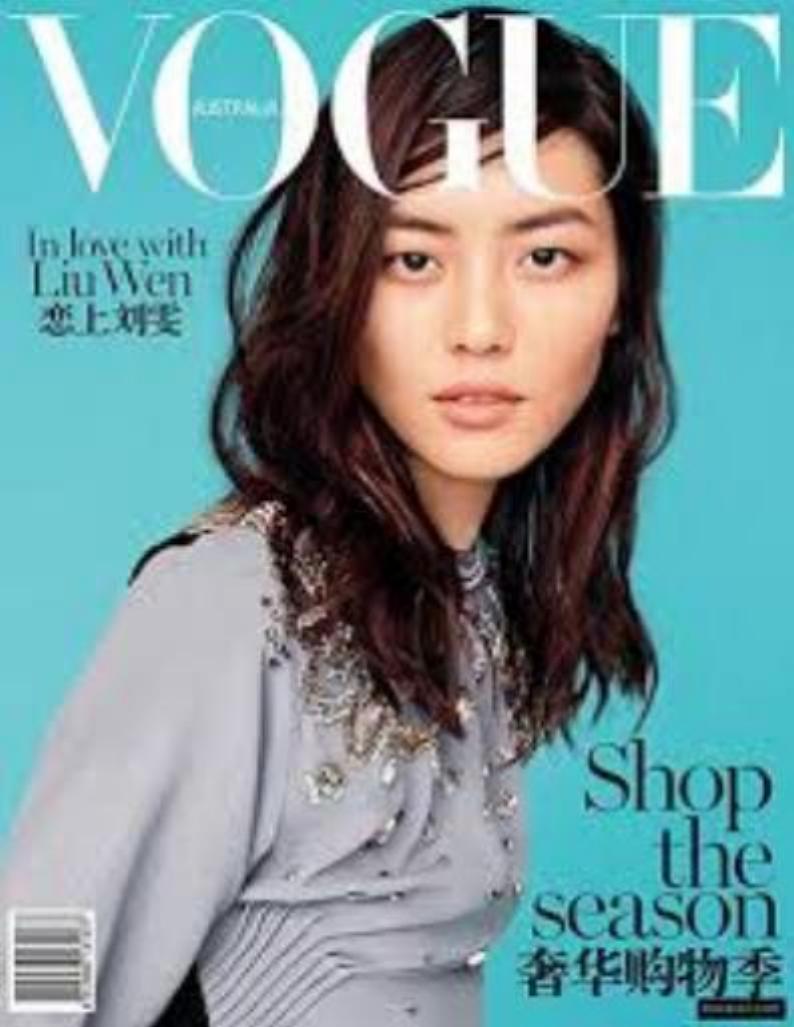 VOGUE
AUSTRALIA
In love with
Liu Wen
恋上刘雯
Shop
the
season
奢华购物季